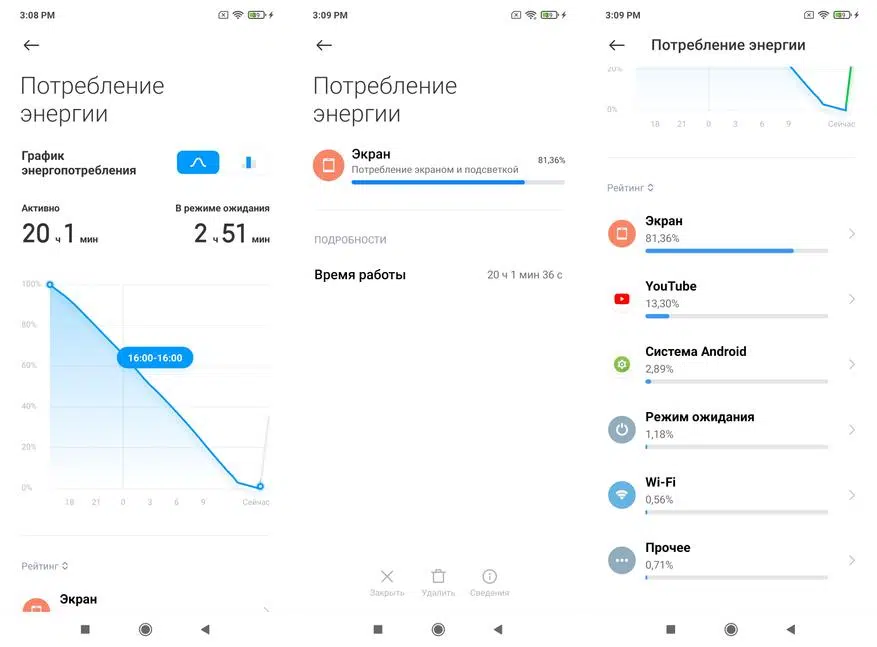 3:08 PM
Потребление
энергии
График
энергопотребления
Активно
В режиме ожидания
20 ч 1 мин
2 ч 51 мин
100%
80%
60%
40%
20%
0%
16:00-16:00
18 21 0 3 6 9 Сейчас
Рейтинг
Экран
3:09 PM
Потребление
энергии
Экран
81,36%
Потребление экраном и подсветкой
ПОДРОБНОСТИ
Время работы
20 ч 1 мин 36 с
Закрыть
Удалить
Сведения
3:09 PM
Потребление энергии
20%
0%
18 21 0 3 6 9 Сейчас
Рейтинг
Экран
81,36%
YouTube
13,30%
Система Android
2,89%
Режим ожидания
1,18%
Wi-Fi
0,56%
Прочее
0,71%